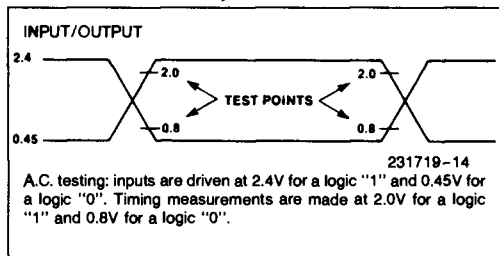 INPUT/OUTPUT
2.4
2.0
2.0
TEST POINTS
0.8
0.8
0.45
231719-14
A.C. testing: inputs are driven at 2.4V for a logic "1" and 0.45V for
a logic "0". Timing measurements are made at 2.0V for a logic
"1" and 0.8V for a logic "0".